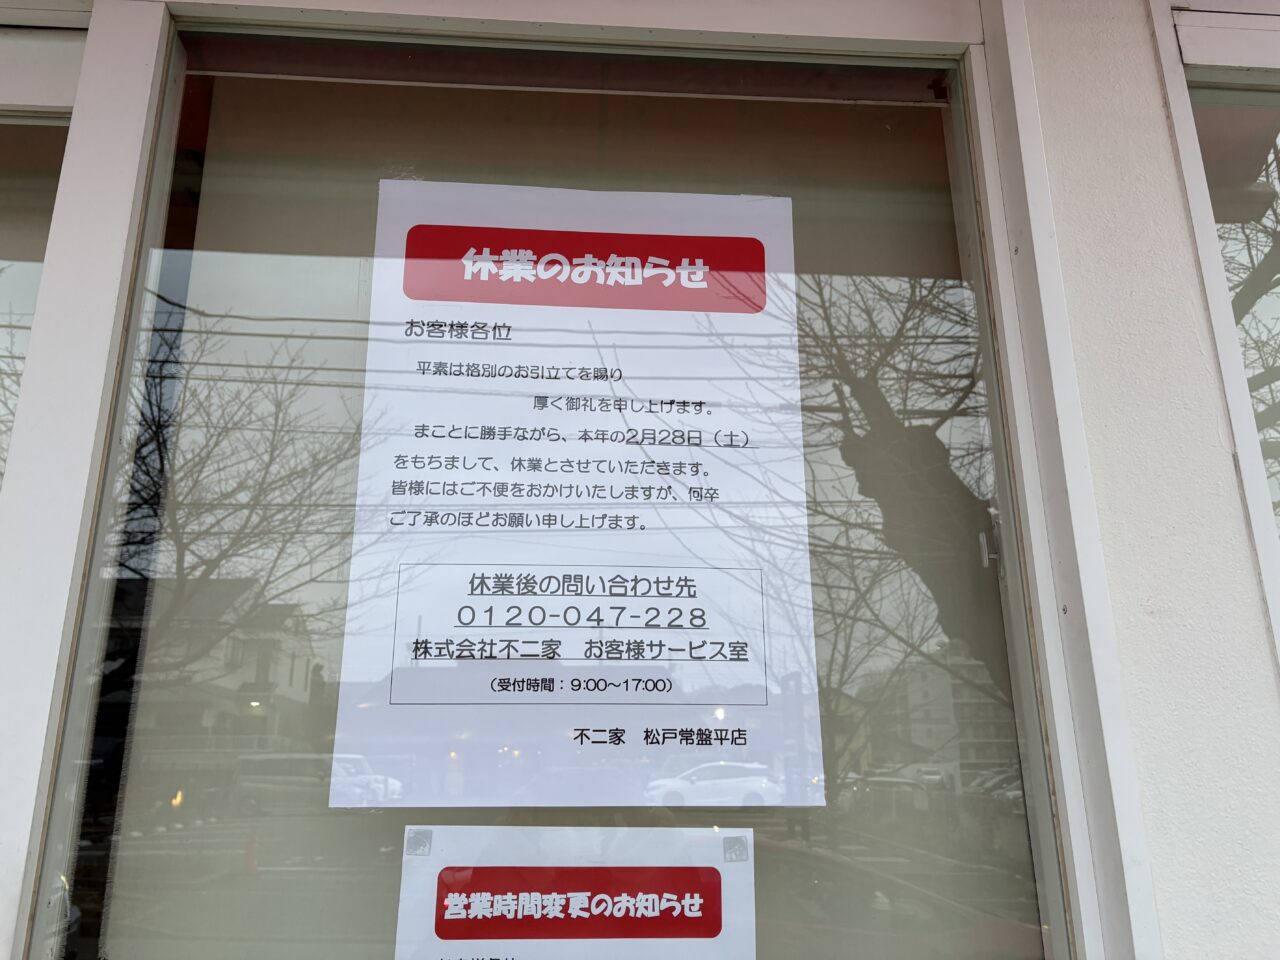 休業のお知らせ
お客様各位
平素は格別のお引立てを賜り
厚く御礼を申し上げます。
まことに勝手ながら、本年の2月28日（土）
をもちまして、休業とさせていただきます。
皆様にはご不便をおかけいたしますが、何卒
ご了承のほどお願い申し上げます。
休業後の問い合わせ先
0120-047-228
株式会社不二家　お客様サービス室
（受付時間：9:00～17:00）
不二家　松戸常盤平店
営業時間変更のお知らせ